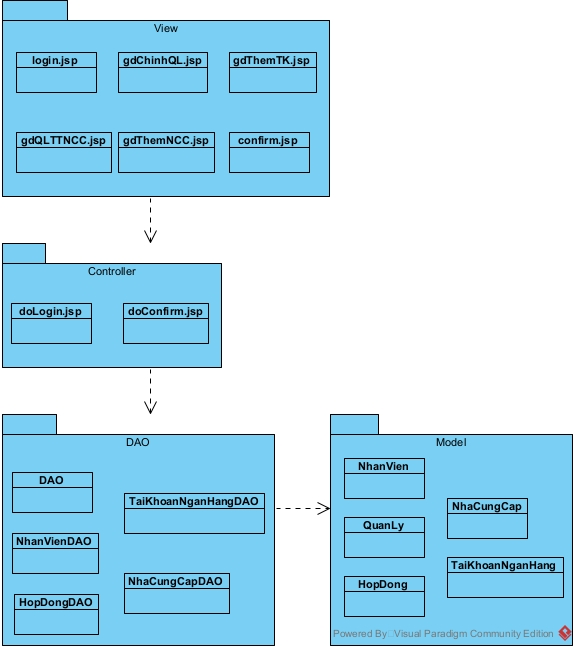 View
login.jsp
gdChinhQL.jsp
gdThemTK.jsp
gdQLTTNCC.jsp
gdThemNCC.jsp
confirm.jsp
Controller
doLogin.jsp
doConfirm.jsp
DAO
DAO
TaiKhoanNganHangDAO
NhanVienDAO
NhaCungCapDAO
HopDongDAO
Model
NhanVien
NhaCungCap
QuanLy
TaiKhoanNganHang
HopDong
Powered By Visual Paradigm Community Edition